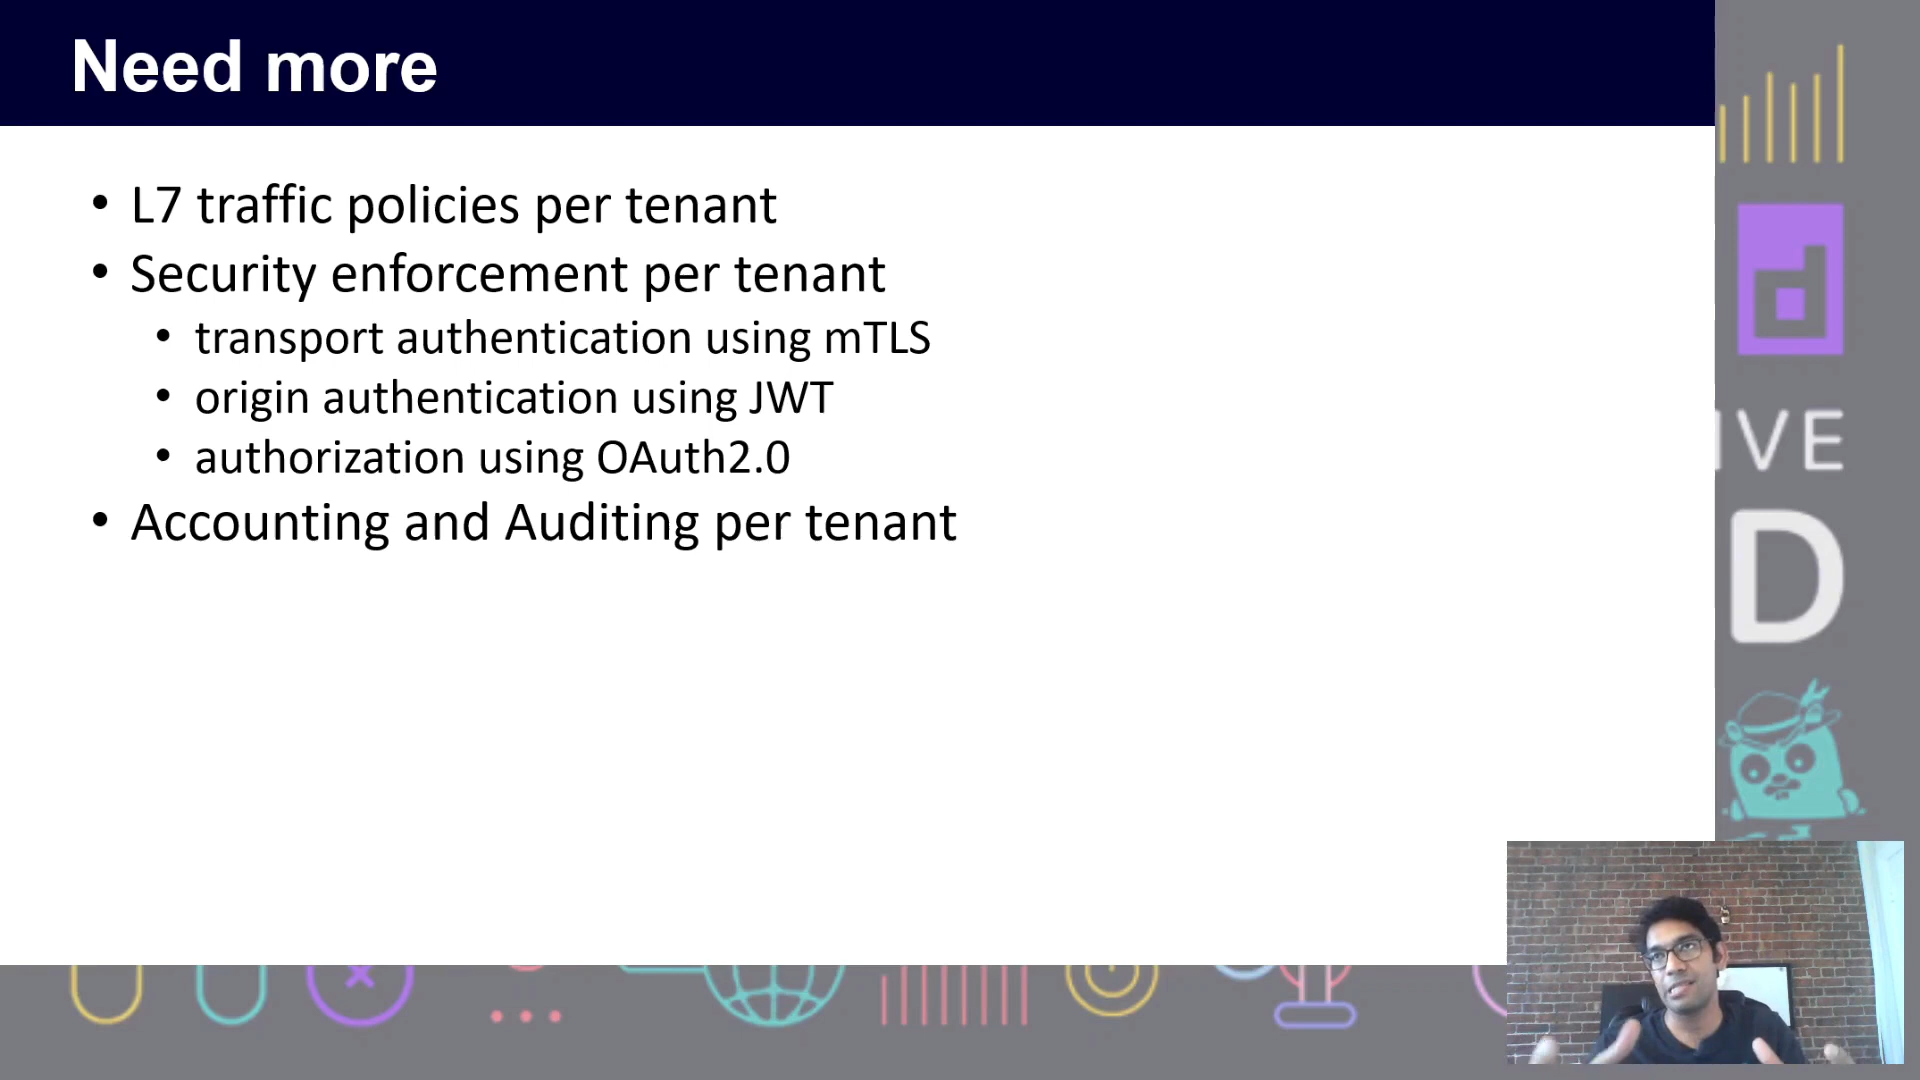 Need more
• L7 traffic policies per tenant
• Security enforcement per tenant
• transport authentication using mTLS
• origin authentication using JWT
• authorization using OAuth2.0
• Accounting and Auditing per tenant
IVE
D